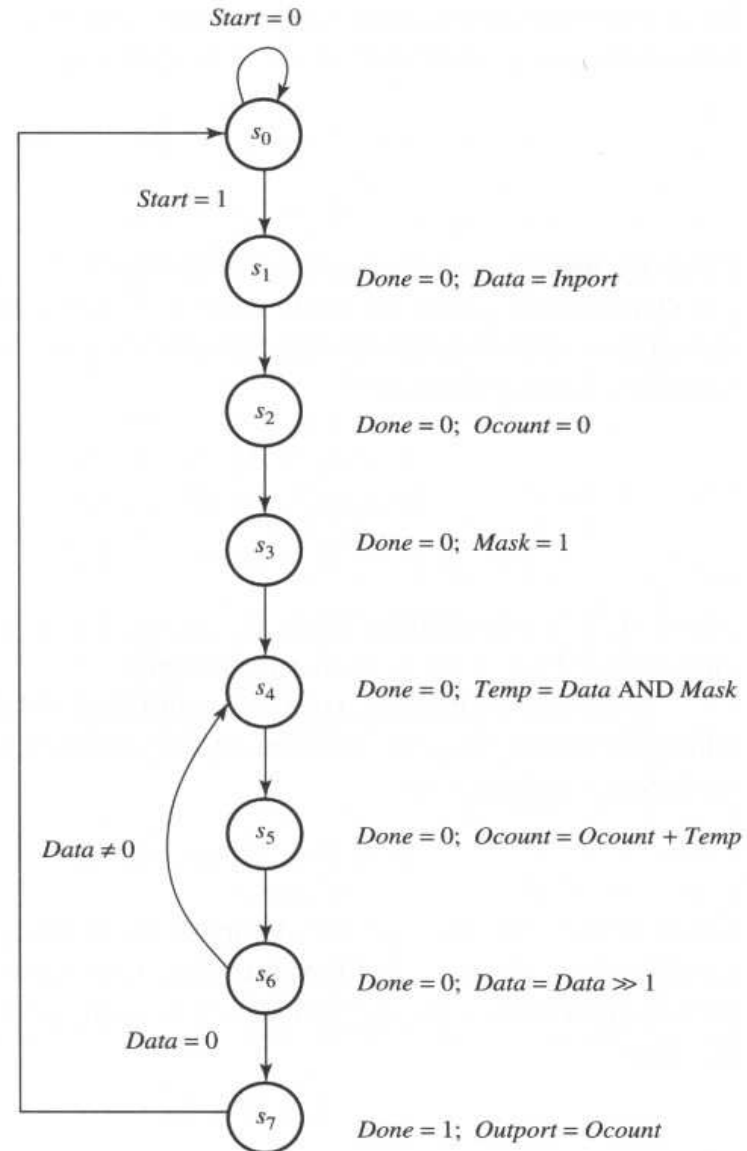 Start = 0
s0
Start = 1
s1
Done = 0; Data = Inport
s2
Done = 0; Ocount = 0
s3
Done = 0; Mask = 1
s4
Done = 0; Temp = Data AND Mask
Data ≠ 0
s5
Done = 0; Ocount = Ocount + Temp
s6
Done = 0; Data = Data ≫ 1
Data = 0
s7
Done = 1; Outport = Ocount